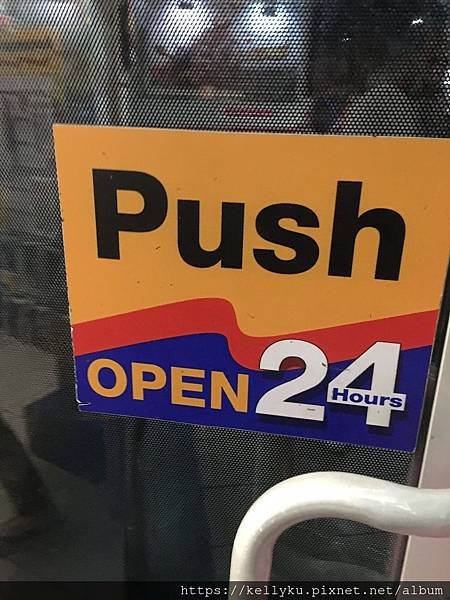 Push
OPEN 24 Hours
https://kellyku.pixnet.net/album